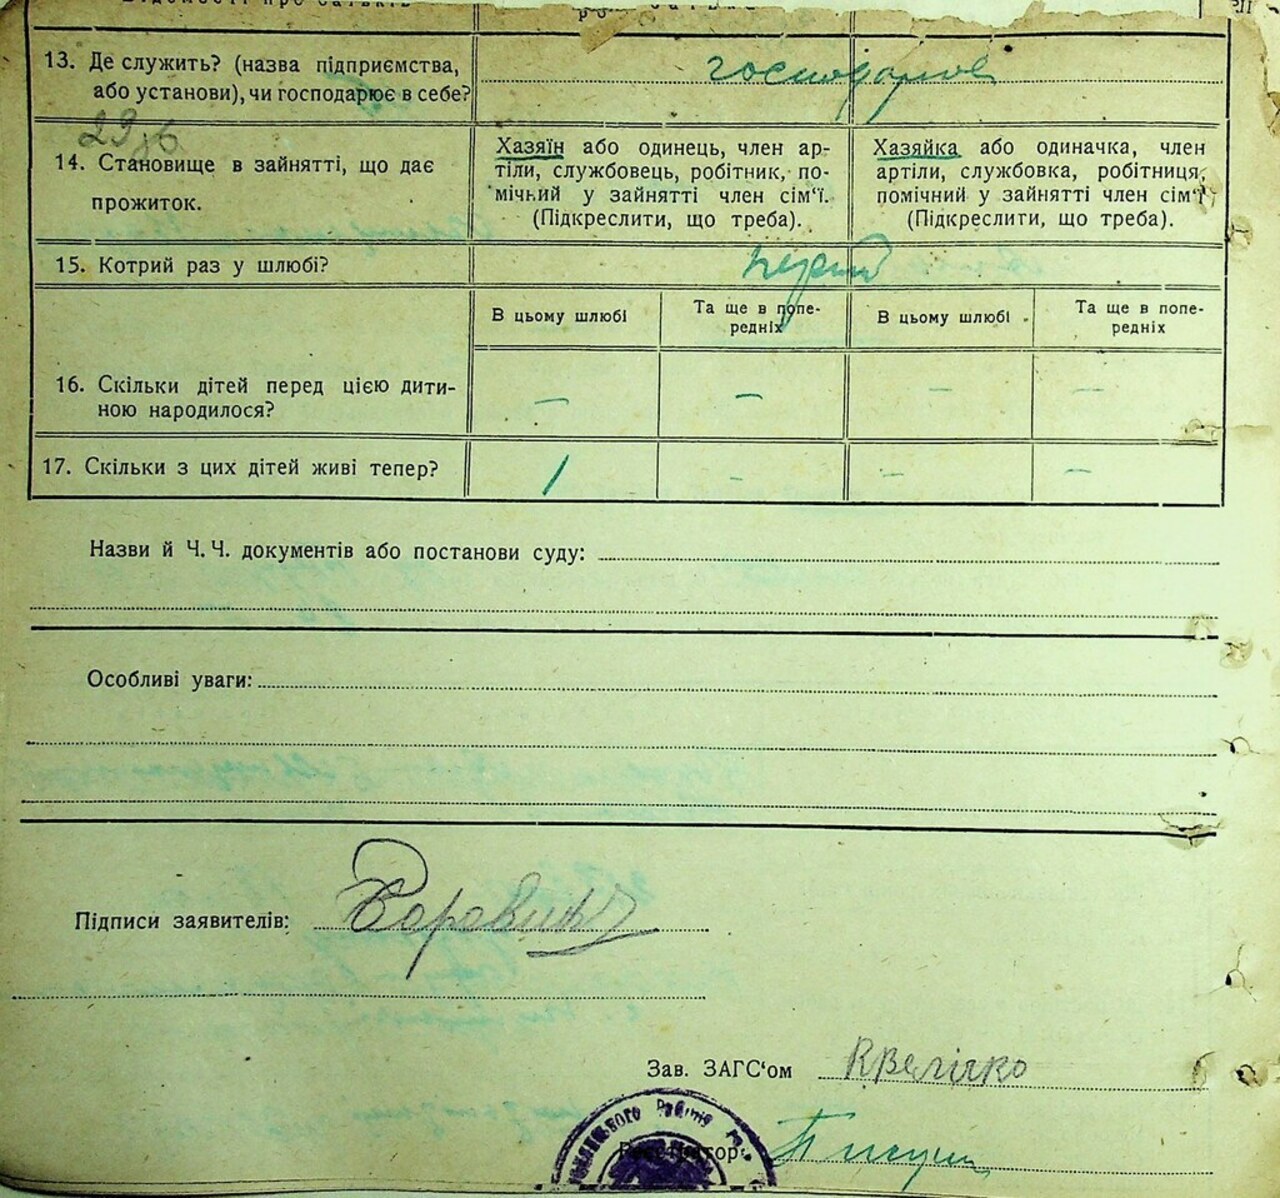 13. Де служить? (назва підприємства,
або установи), чи господарює в себе?
14. Становище в зайнятті, що дає
прожиток.
Хазяїн або одинець, член ар-
тілі, службовець, робітник, по-
мічний у зайнятті член сім'ї.
(Підкреслити, що треба).
Хазяйка або одиначка, член
артілі, службовка, робітниця,
помічний у зайнятті член сім'ї
(Підкреслити, що треба).
15. Котрий раз у шлюбі?
перший
В цьому шлюбі
Та ще в попе-
редніх
В цьому шлюбі
Та ще в попе-
редніх
16. Скільки дітей перед цією дити-
ною народилося?
— — — —
17. Скільки з цих дітей живі тепер?
1 - - -
Назви й Ч. Ч. документів або постанови суду:
Особливі уваги:
Підписи заявителів:
Зав. ЗАГС'ом
Реєстратор